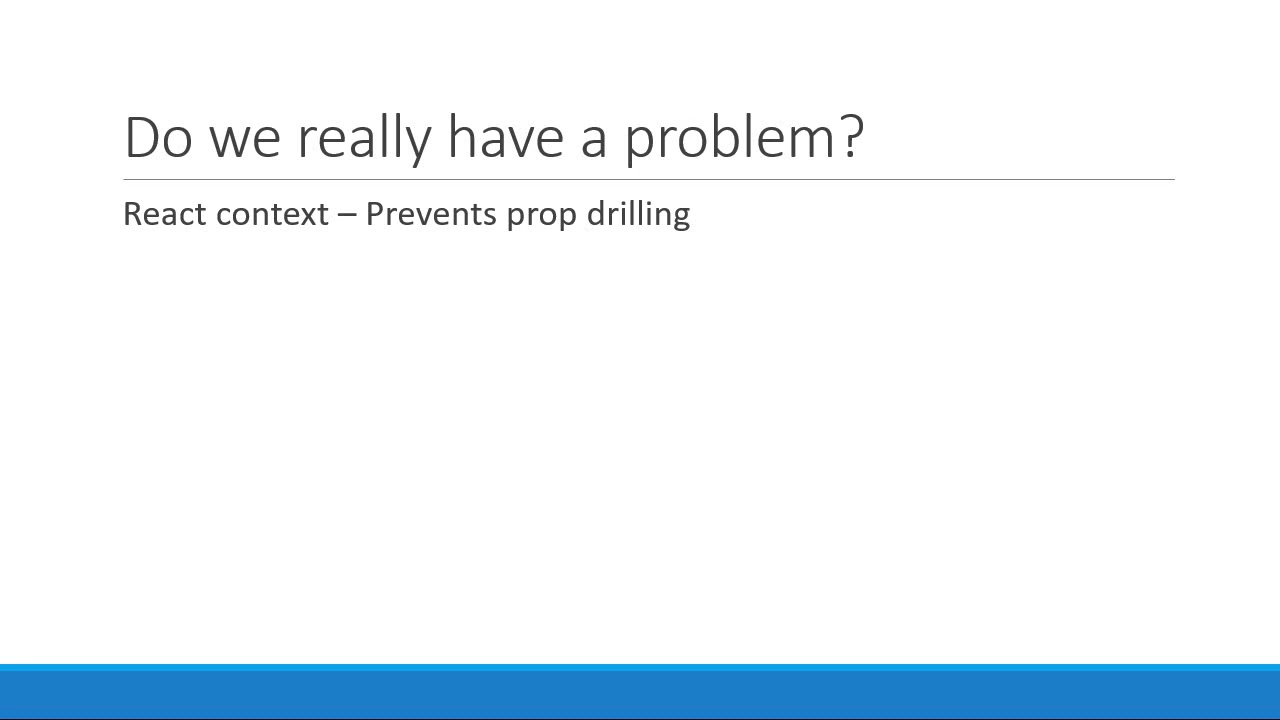 Do we really have a problem?
React context – Prevents prop drilling